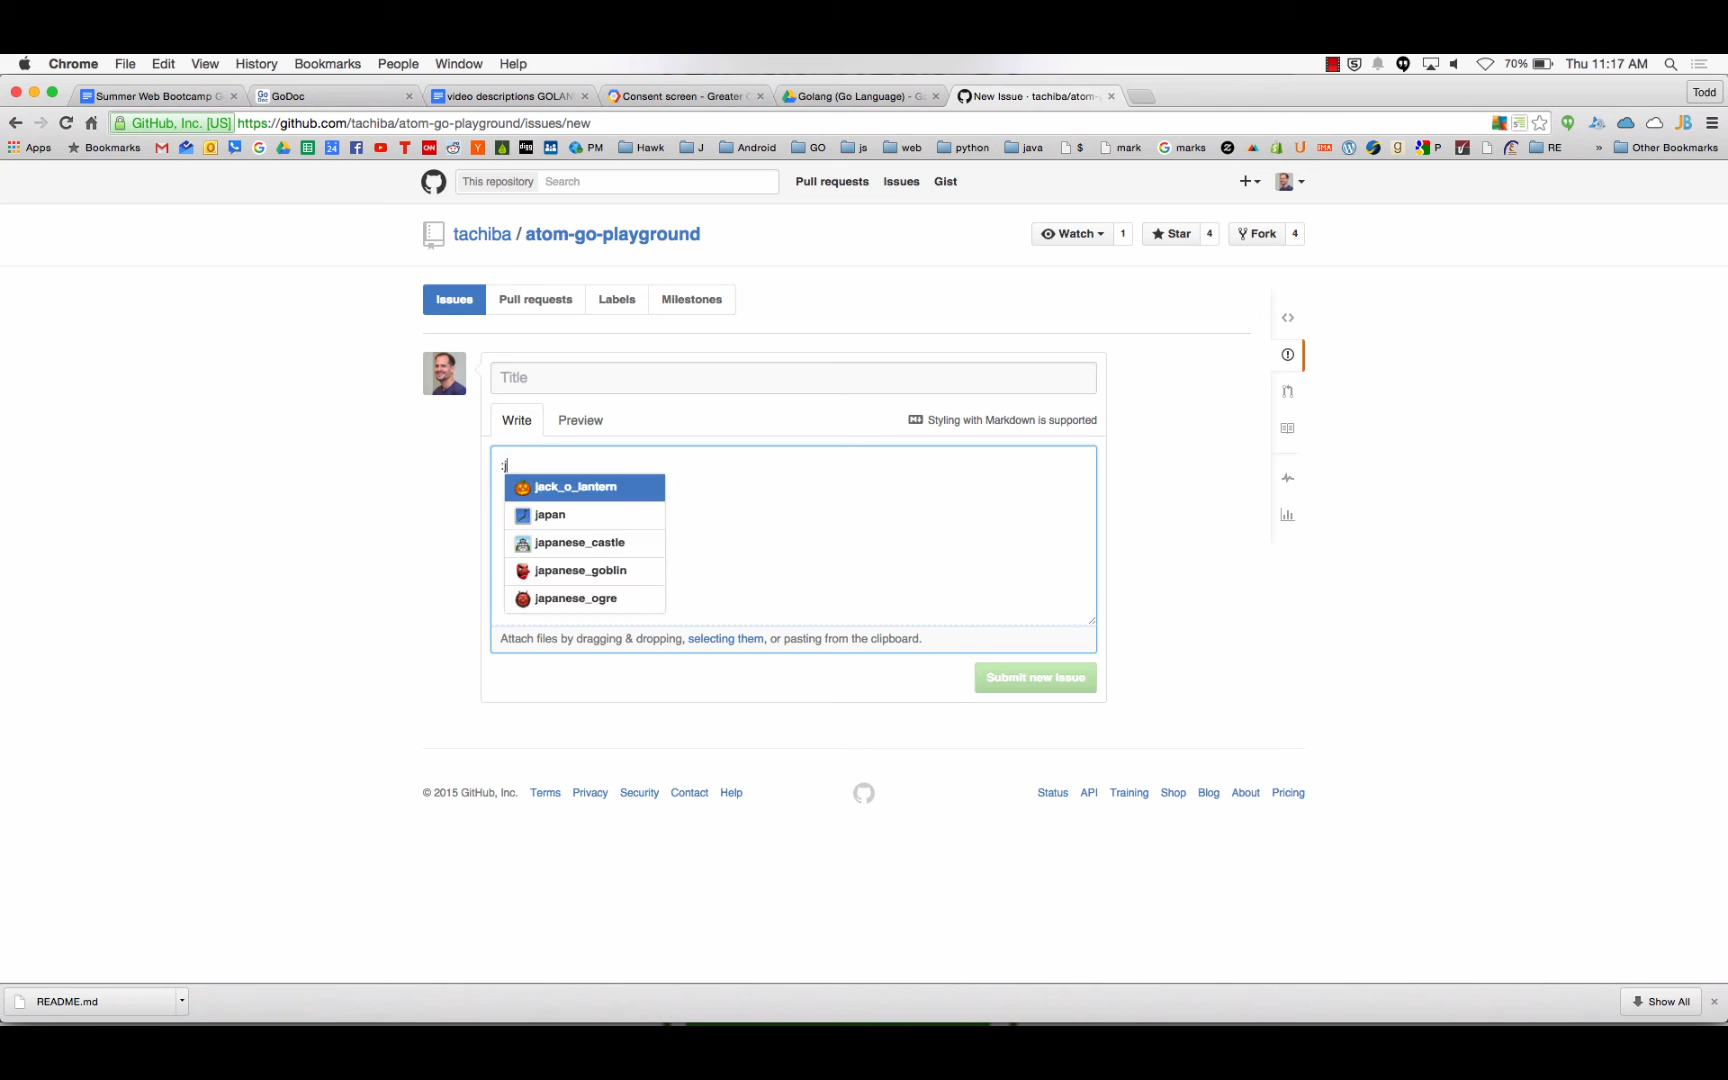 Chrome File Edit View History Bookmarks People Window Help 70% Thu 11:17 AM
Summer Web Bootcamp G GoDoc video descriptions GOLAN Consent screen - Greater C Golang (Go Language) - Go New Issue · tachiba/atom- Todd
GitHub, Inc. [US] https://github.com/tachiba/atom-go-playground/issues/new
Apps Bookmarks PM Hawk J Android GO js web python java $ mark marks P RE » Other Bookmarks
This repository Search Pull requests Issues Gist
tachiba / atom-go-playground Watch 1 Star 4 Fork 4
Issues Pull requests Labels Milestones
Title
Write Preview Styling with Markdown is supported
:j
jack_o_lantern
japan
japanese_castle
japanese_goblin
japanese_ogre
Attach files by dragging & dropping, selecting them, or pasting from the clipboard.
Submit new issue
© 2015 GitHub, Inc. Terms Privacy Security Contact Help Status API Training Shop Blog About Pricing
README.md Show All